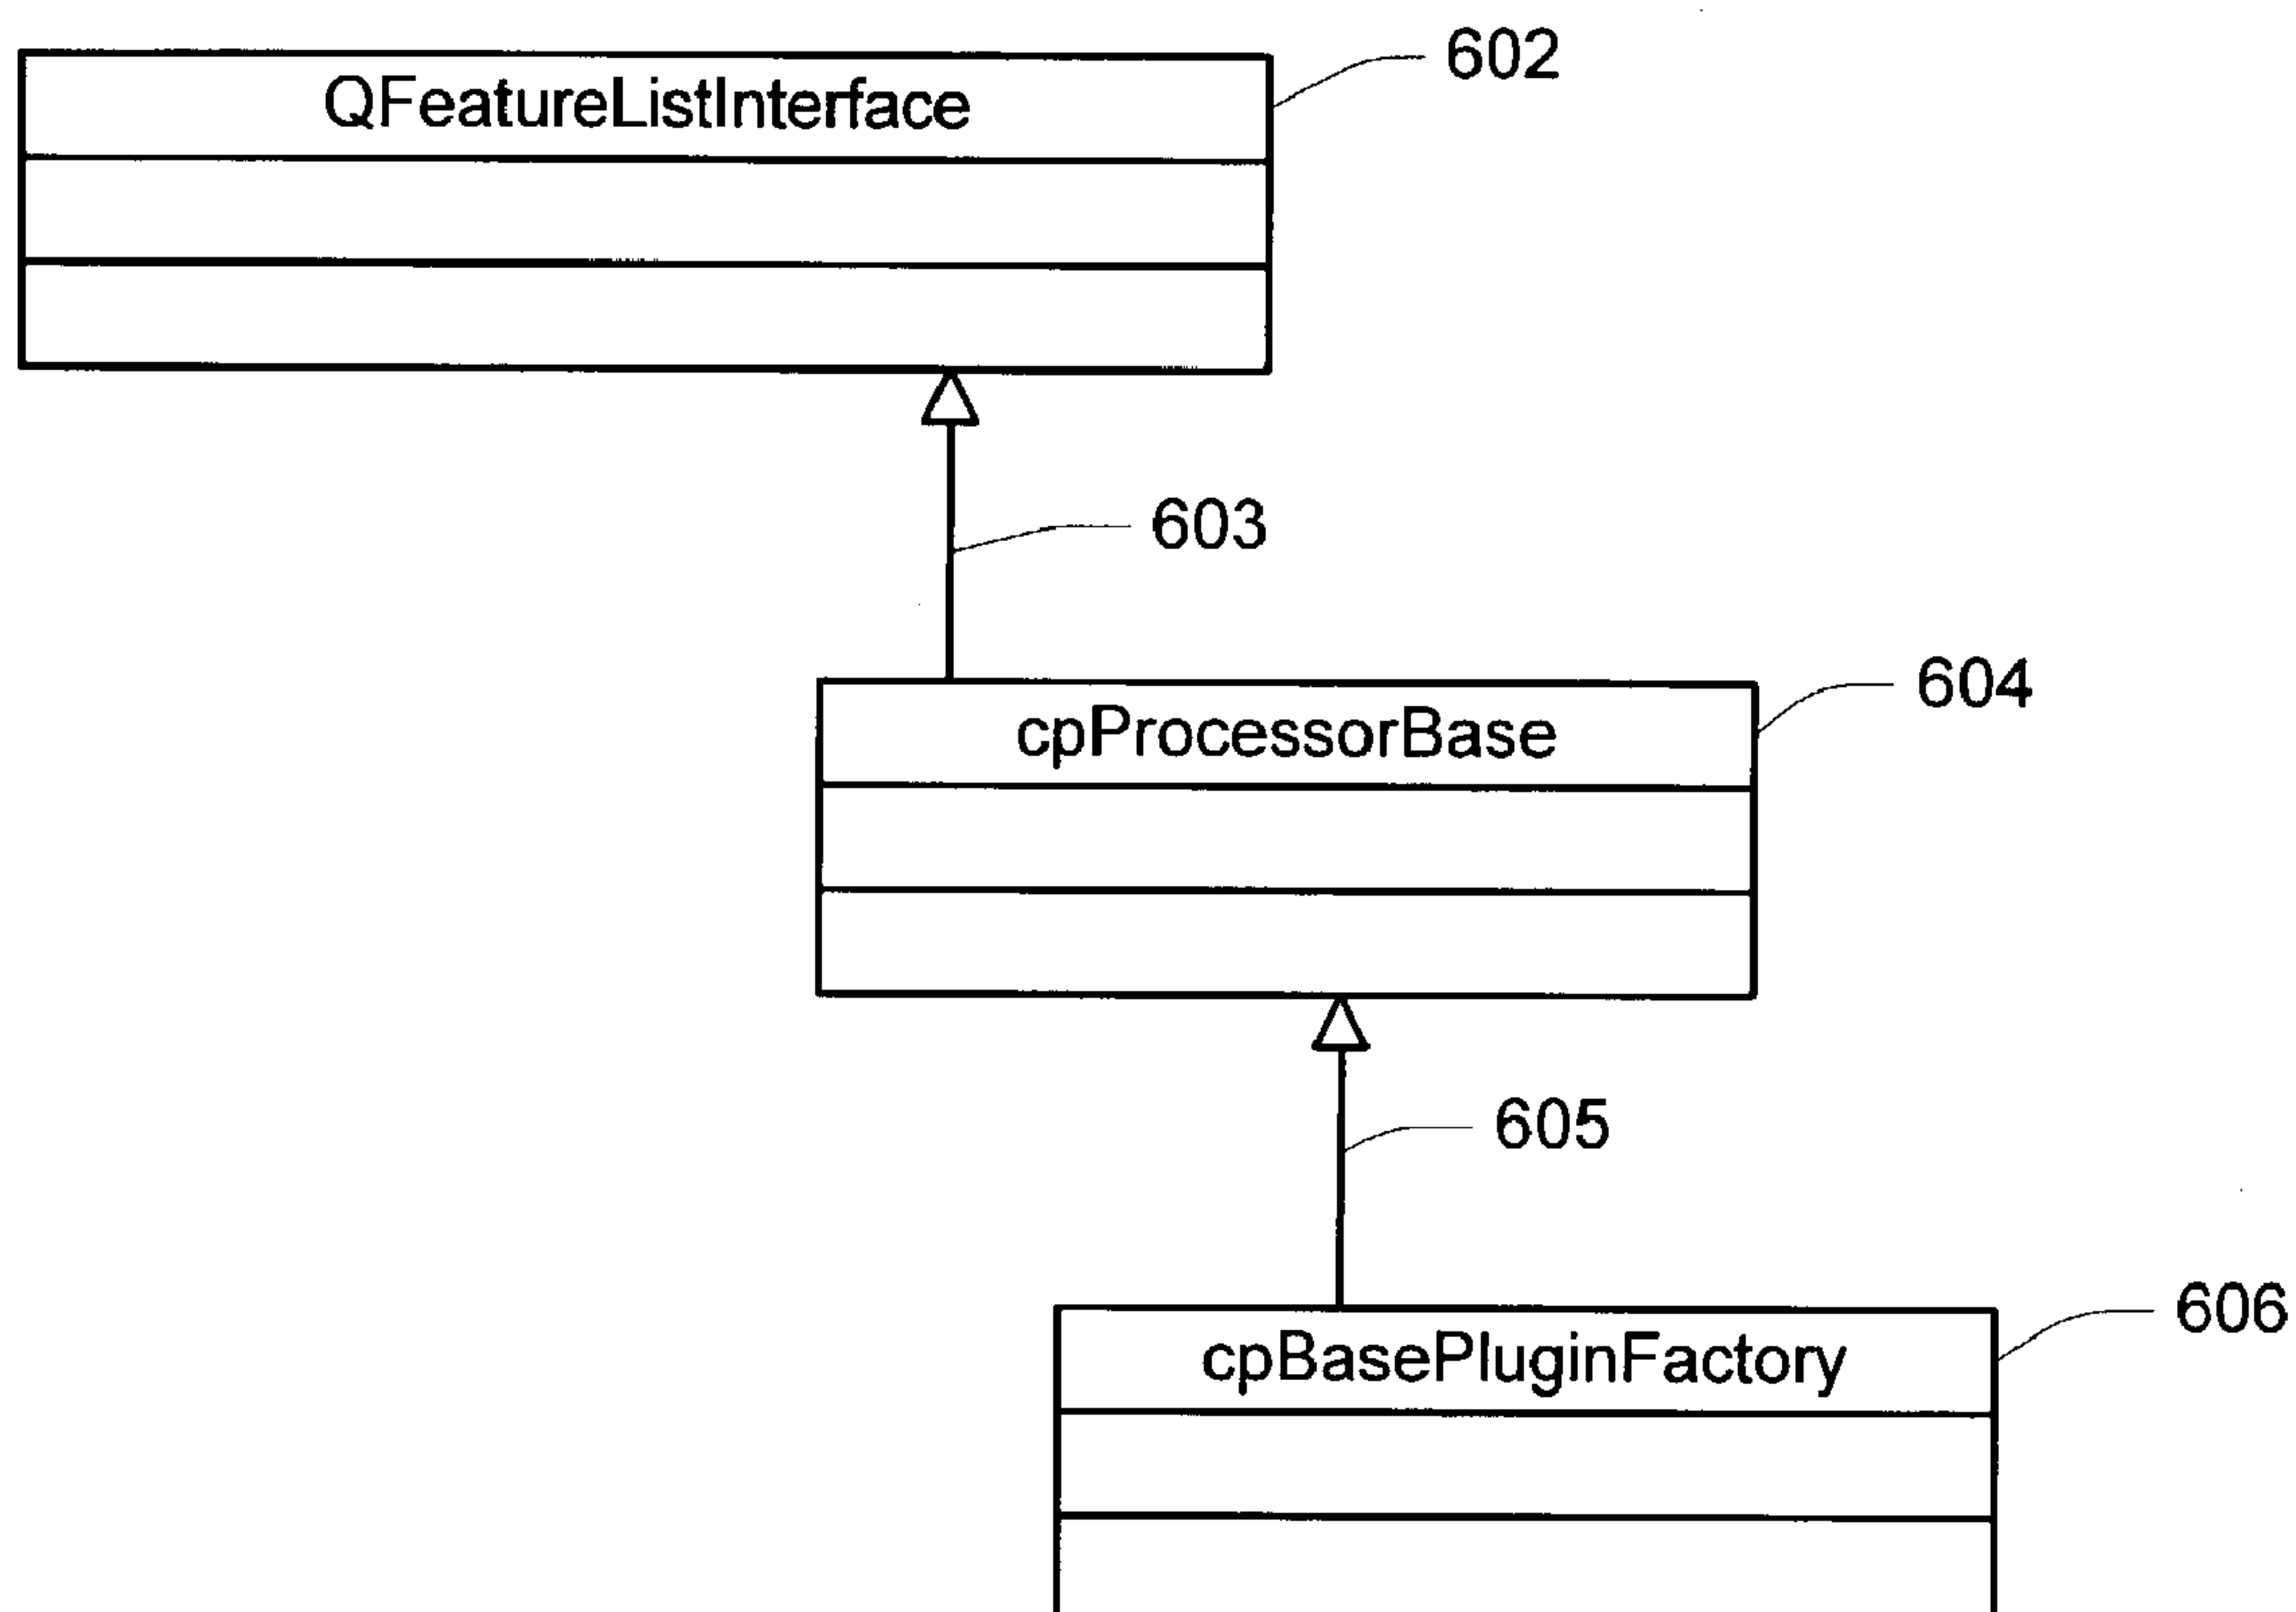 602
QFeatureListInterface
603
604
cpProcessorBase
605
606
cpBasePluginFactory